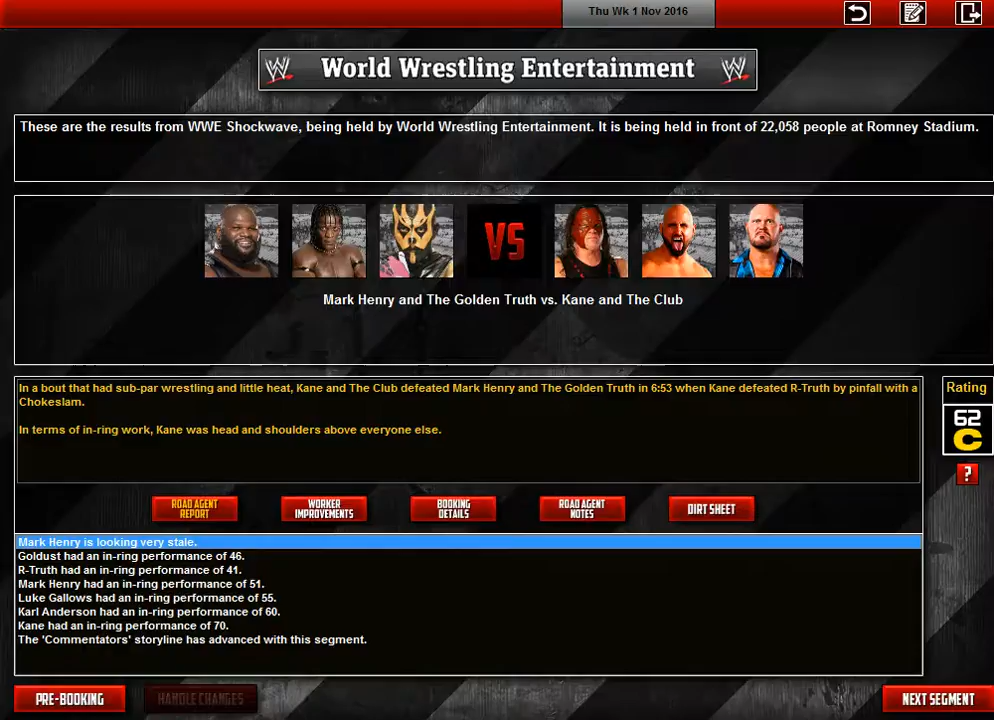 Thu Wk 1 Nov 2016
World Wrestling Entertainment
These are the results from WWE Shockwave, being held by World Wrestling Entertainment. It is being held in front of 22,058 people at Romney Stadium.
VS
Mark Henry and The Golden Truth vs. Kane and The Club
In a bout that had sub-par wrestling and little heat, Kane and The Club defeated Mark Henry and The Golden Truth in 6:53 when Kane defeated R-Truth by pinfall with a
Chokeslam.
In terms of in-ring work, Kane was head and shoulders above everyone else.
Rating
62
C
?
ROAD AGENT
REPORT
WORKER
IMPROVEMENTS
BOOKING
DETAILS
ROAD AGENT
NOTES
DIRT SHEET
Mark Henry is looking very stale.
Goldust had an in-ring performance of 46.
R-Truth had an in-ring performance of 41.
Mark Henry had an in-ring performance of 51.
Luke Gallows had an in-ring performance of 55.
Karl Anderson had an in-ring performance of 60.
Kane had an in-ring performance of 70.
The 'Commentators' storyline has advanced with this segment.
PRE-BOOKING
HANDLE CHANGES
NEXT SEGMENT